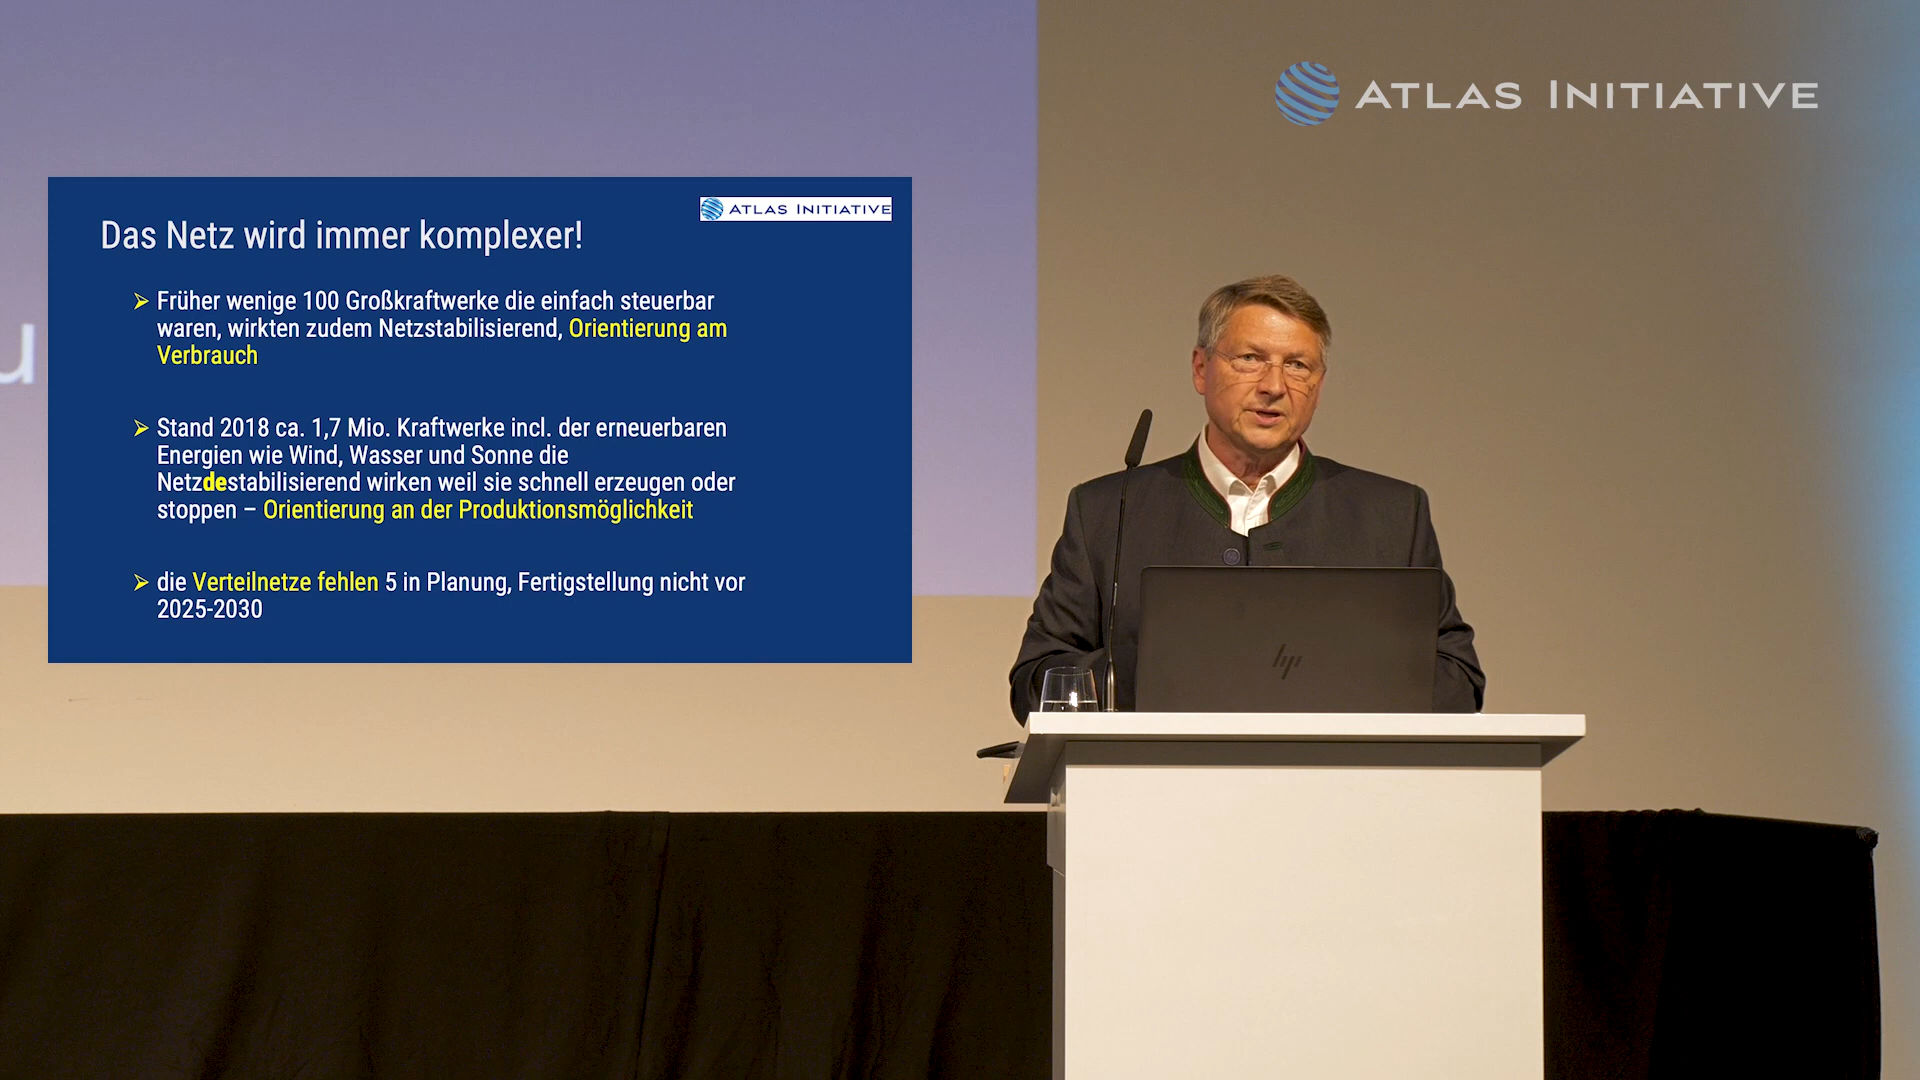 ATLAS INITIATIVE
ATLAS INITIATIVE
Das Netz wird immer komplexer!
➢ Früher wenige 100 Großkraftwerke die einfach steuerbar
waren, wirkten zudem Netzstabilisierend, Orientierung am
Verbrauch
➢ Stand 2018 ca. 1,7 Mio. Kraftwerke incl. der erneuerbaren
Energien wie Wind, Wasser und Sonne die
Netzdestabilisierend wirken weil sie schnell erzeugen oder
stoppen – Orientierung an der Produktionsmöglichkeit
➢ die Verteilnetze fehlen 5 in Planung, Fertigstellung nicht vor
2025-2030
u
hp